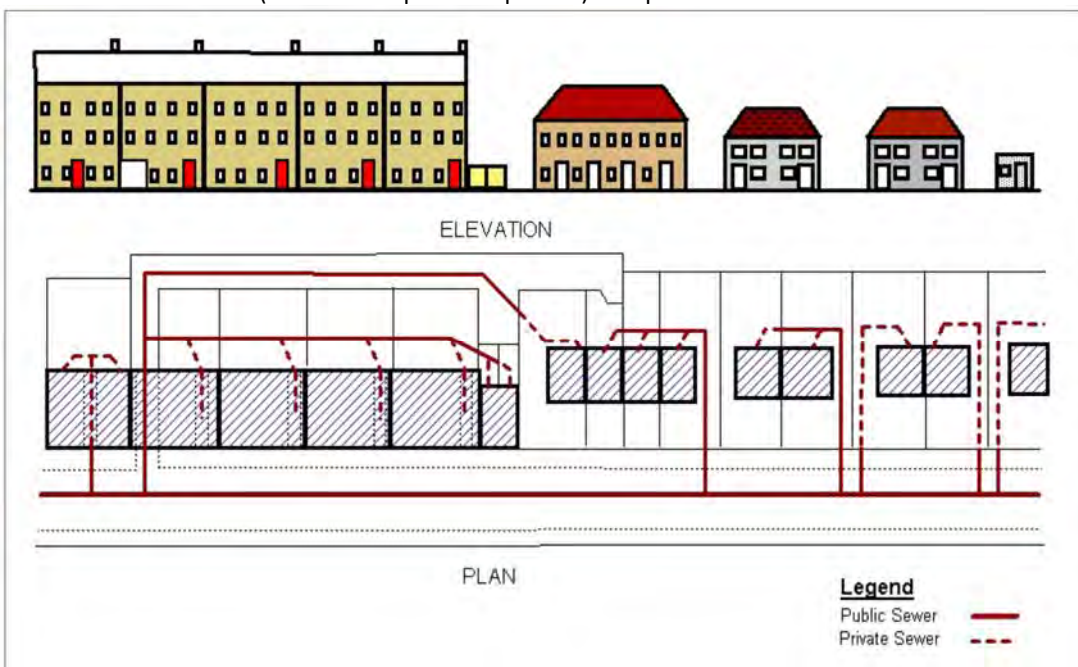 ELEVATION
PLAN
Legend
Public Sewer
Private Sewer